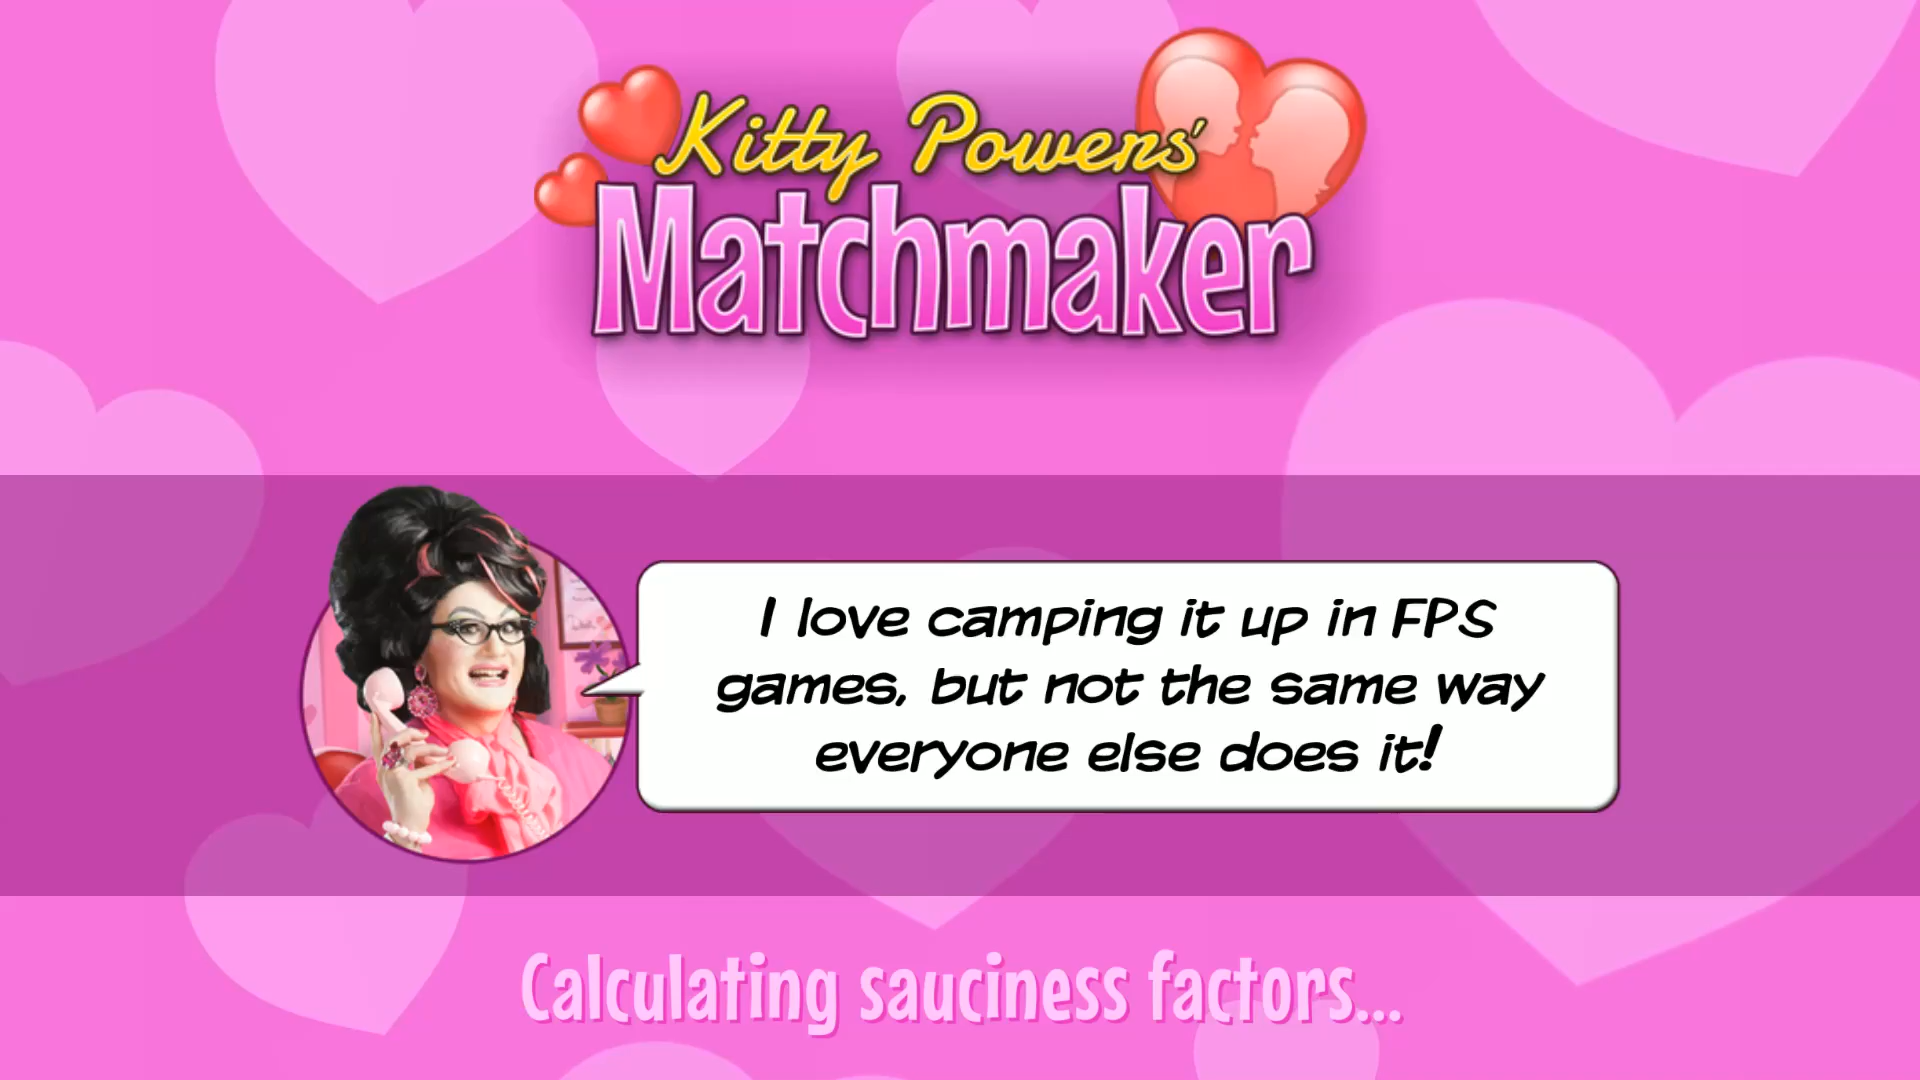 Kitty Powers'
Matchmaker
I love camping it up in FPS
games, but not the same way
everyone else does it!
Calculating sauciness factors...